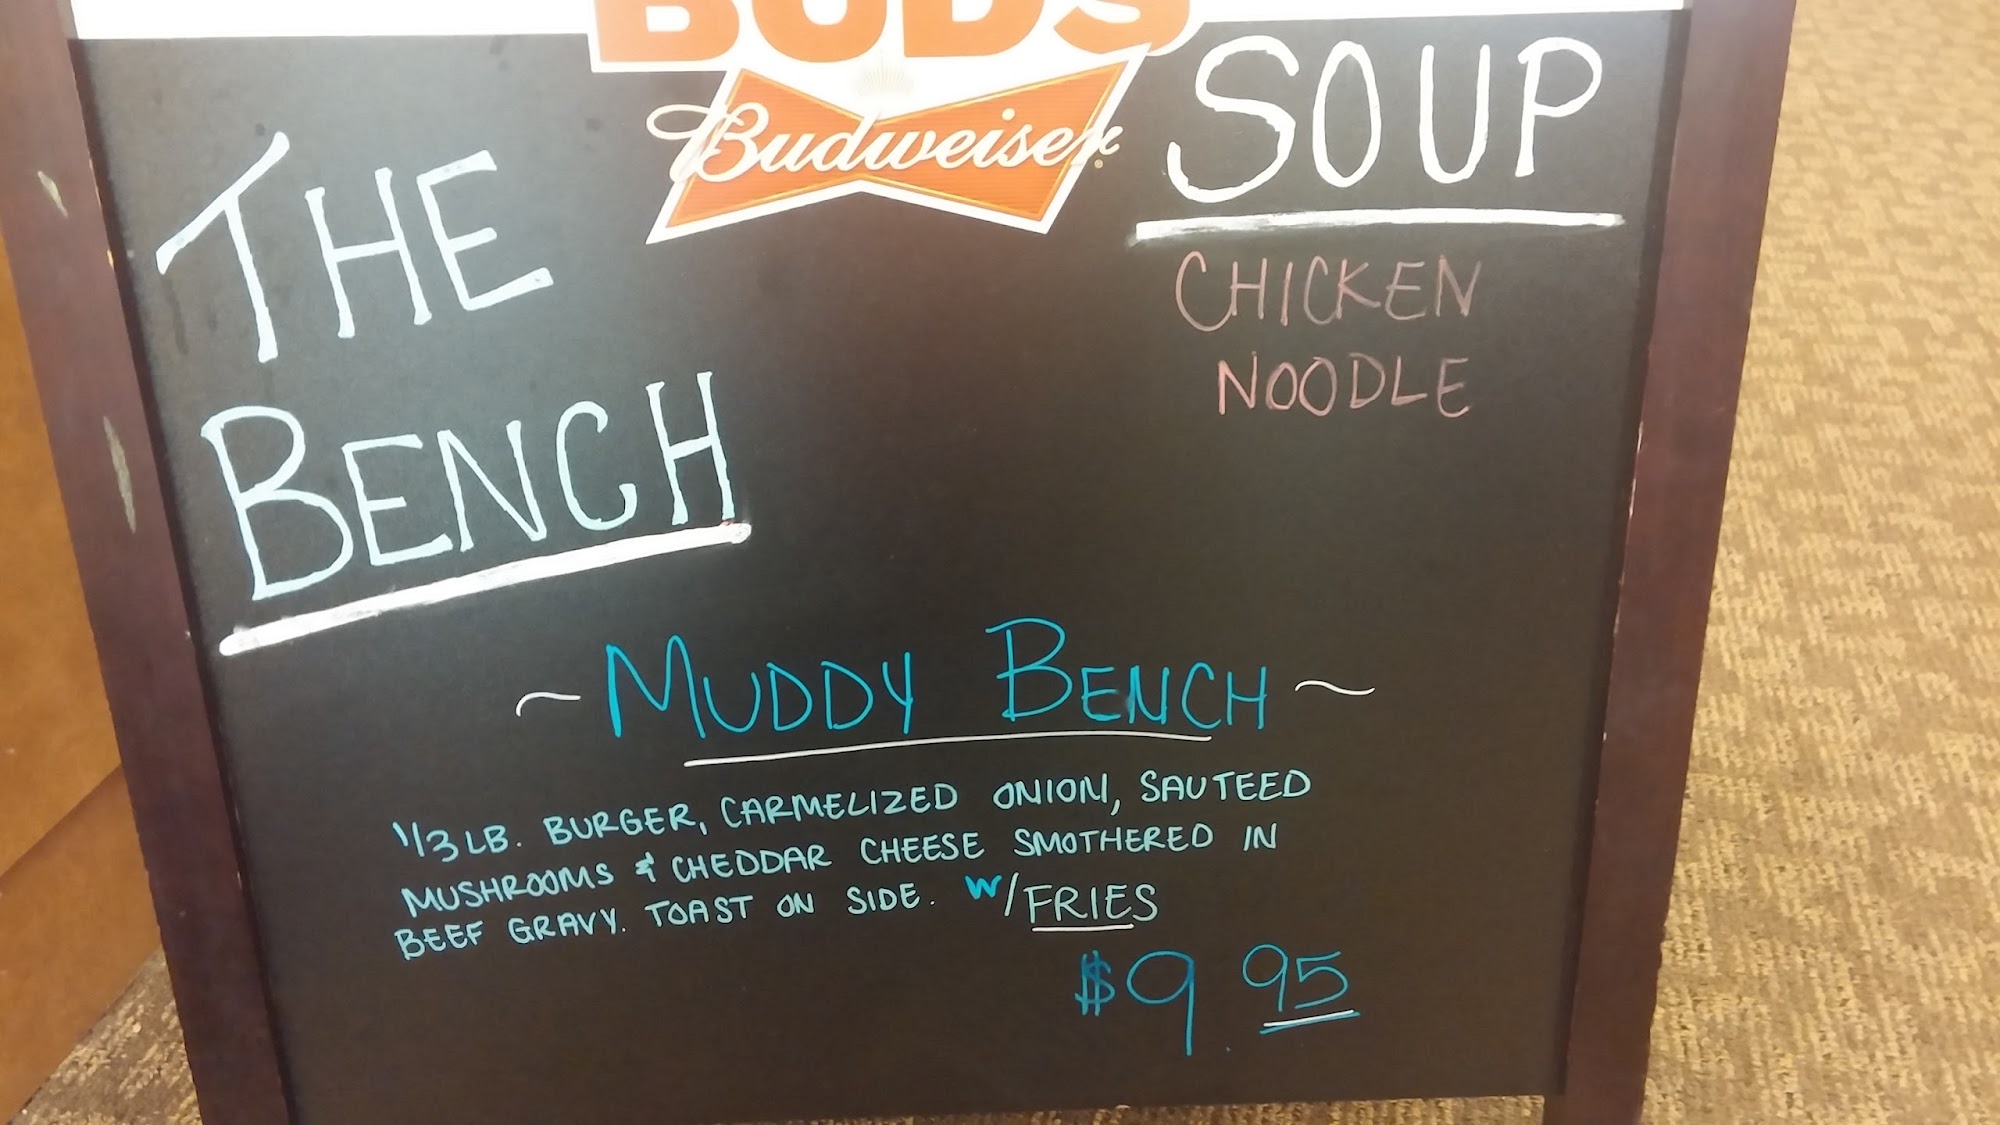 BUDS
Budweiser
THE
BENCH
SOUP
CHICKEN
NOODLE
~ MUDDY BENCH ~
1/3 LB. BURGER, CARMELIZED ONION, SAUTEED
MUSHROOMS & CHEDDAR CHEESE SMOTHERED IN
BEEF GRAVY. TOAST ON SIDE. W/FRIES
$9.95